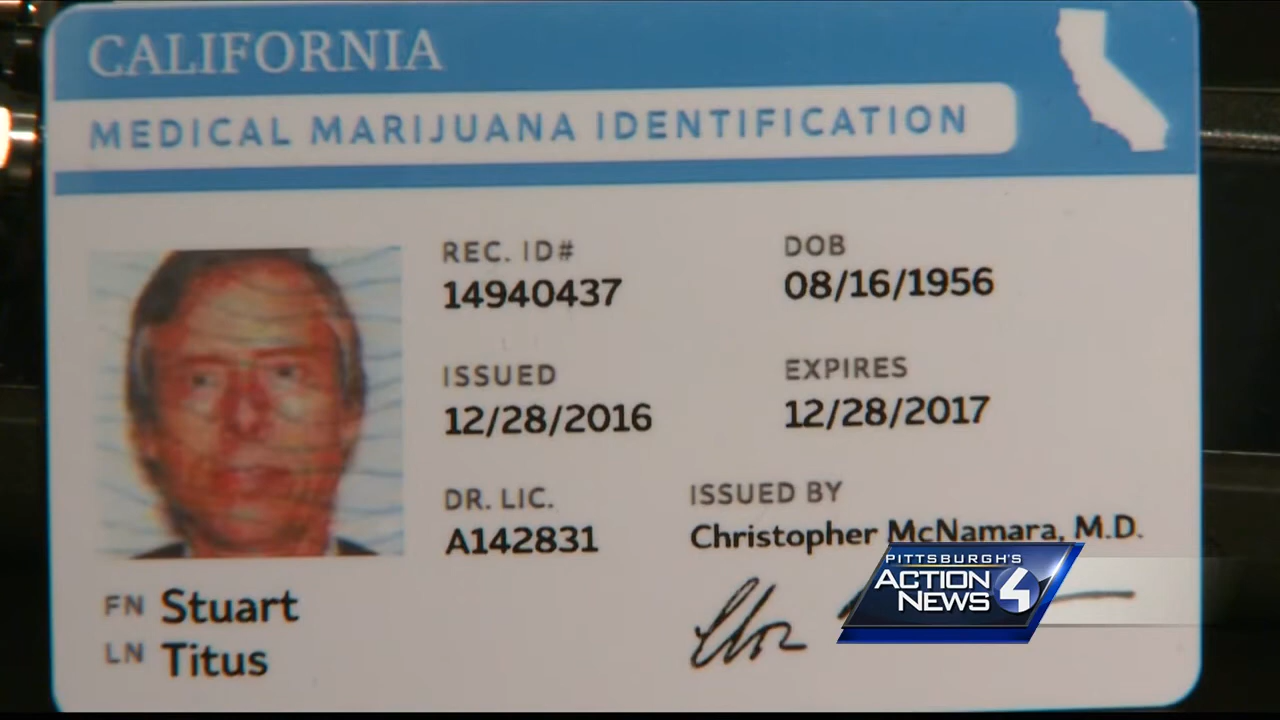 CALIFORNIA
MEDICAL MARIJUANA IDENTIFICATION
REC. ID#
14940437
DOB
08/16/1956
ISSUED
12/28/2016
EXPIRES
12/28/2017
DR. LIC.
A142831
ISSUED BY
Christopher McNamara, M.D.
FN Stuart
LN Titus
PITTSBURGH'S
ACTION
NEWS 4